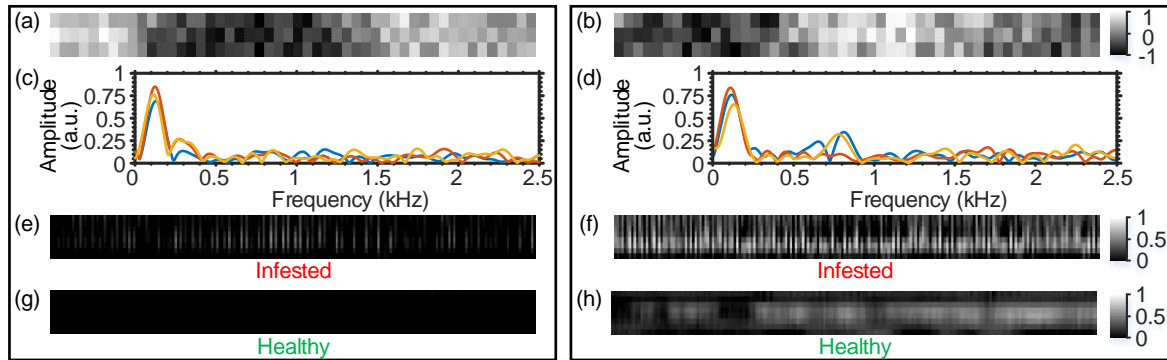 (a)
(b)
1
0
-1
(c)
1
0.75
0.5
0.25
0
Amplitude
(a.u.)
0 0.5 1 1.5 2 2.5
Frequency (kHz)
(d)
1
0.75
0.5
0.25
0
Amplitude
(a.u.)
0 0.5 1 1.5 2 2.5
Frequency (kHz)
(e)
Infested
(f)
1
0.5
0
Infested
(g)
Healthy
(h)
1
0.5
0
Healthy